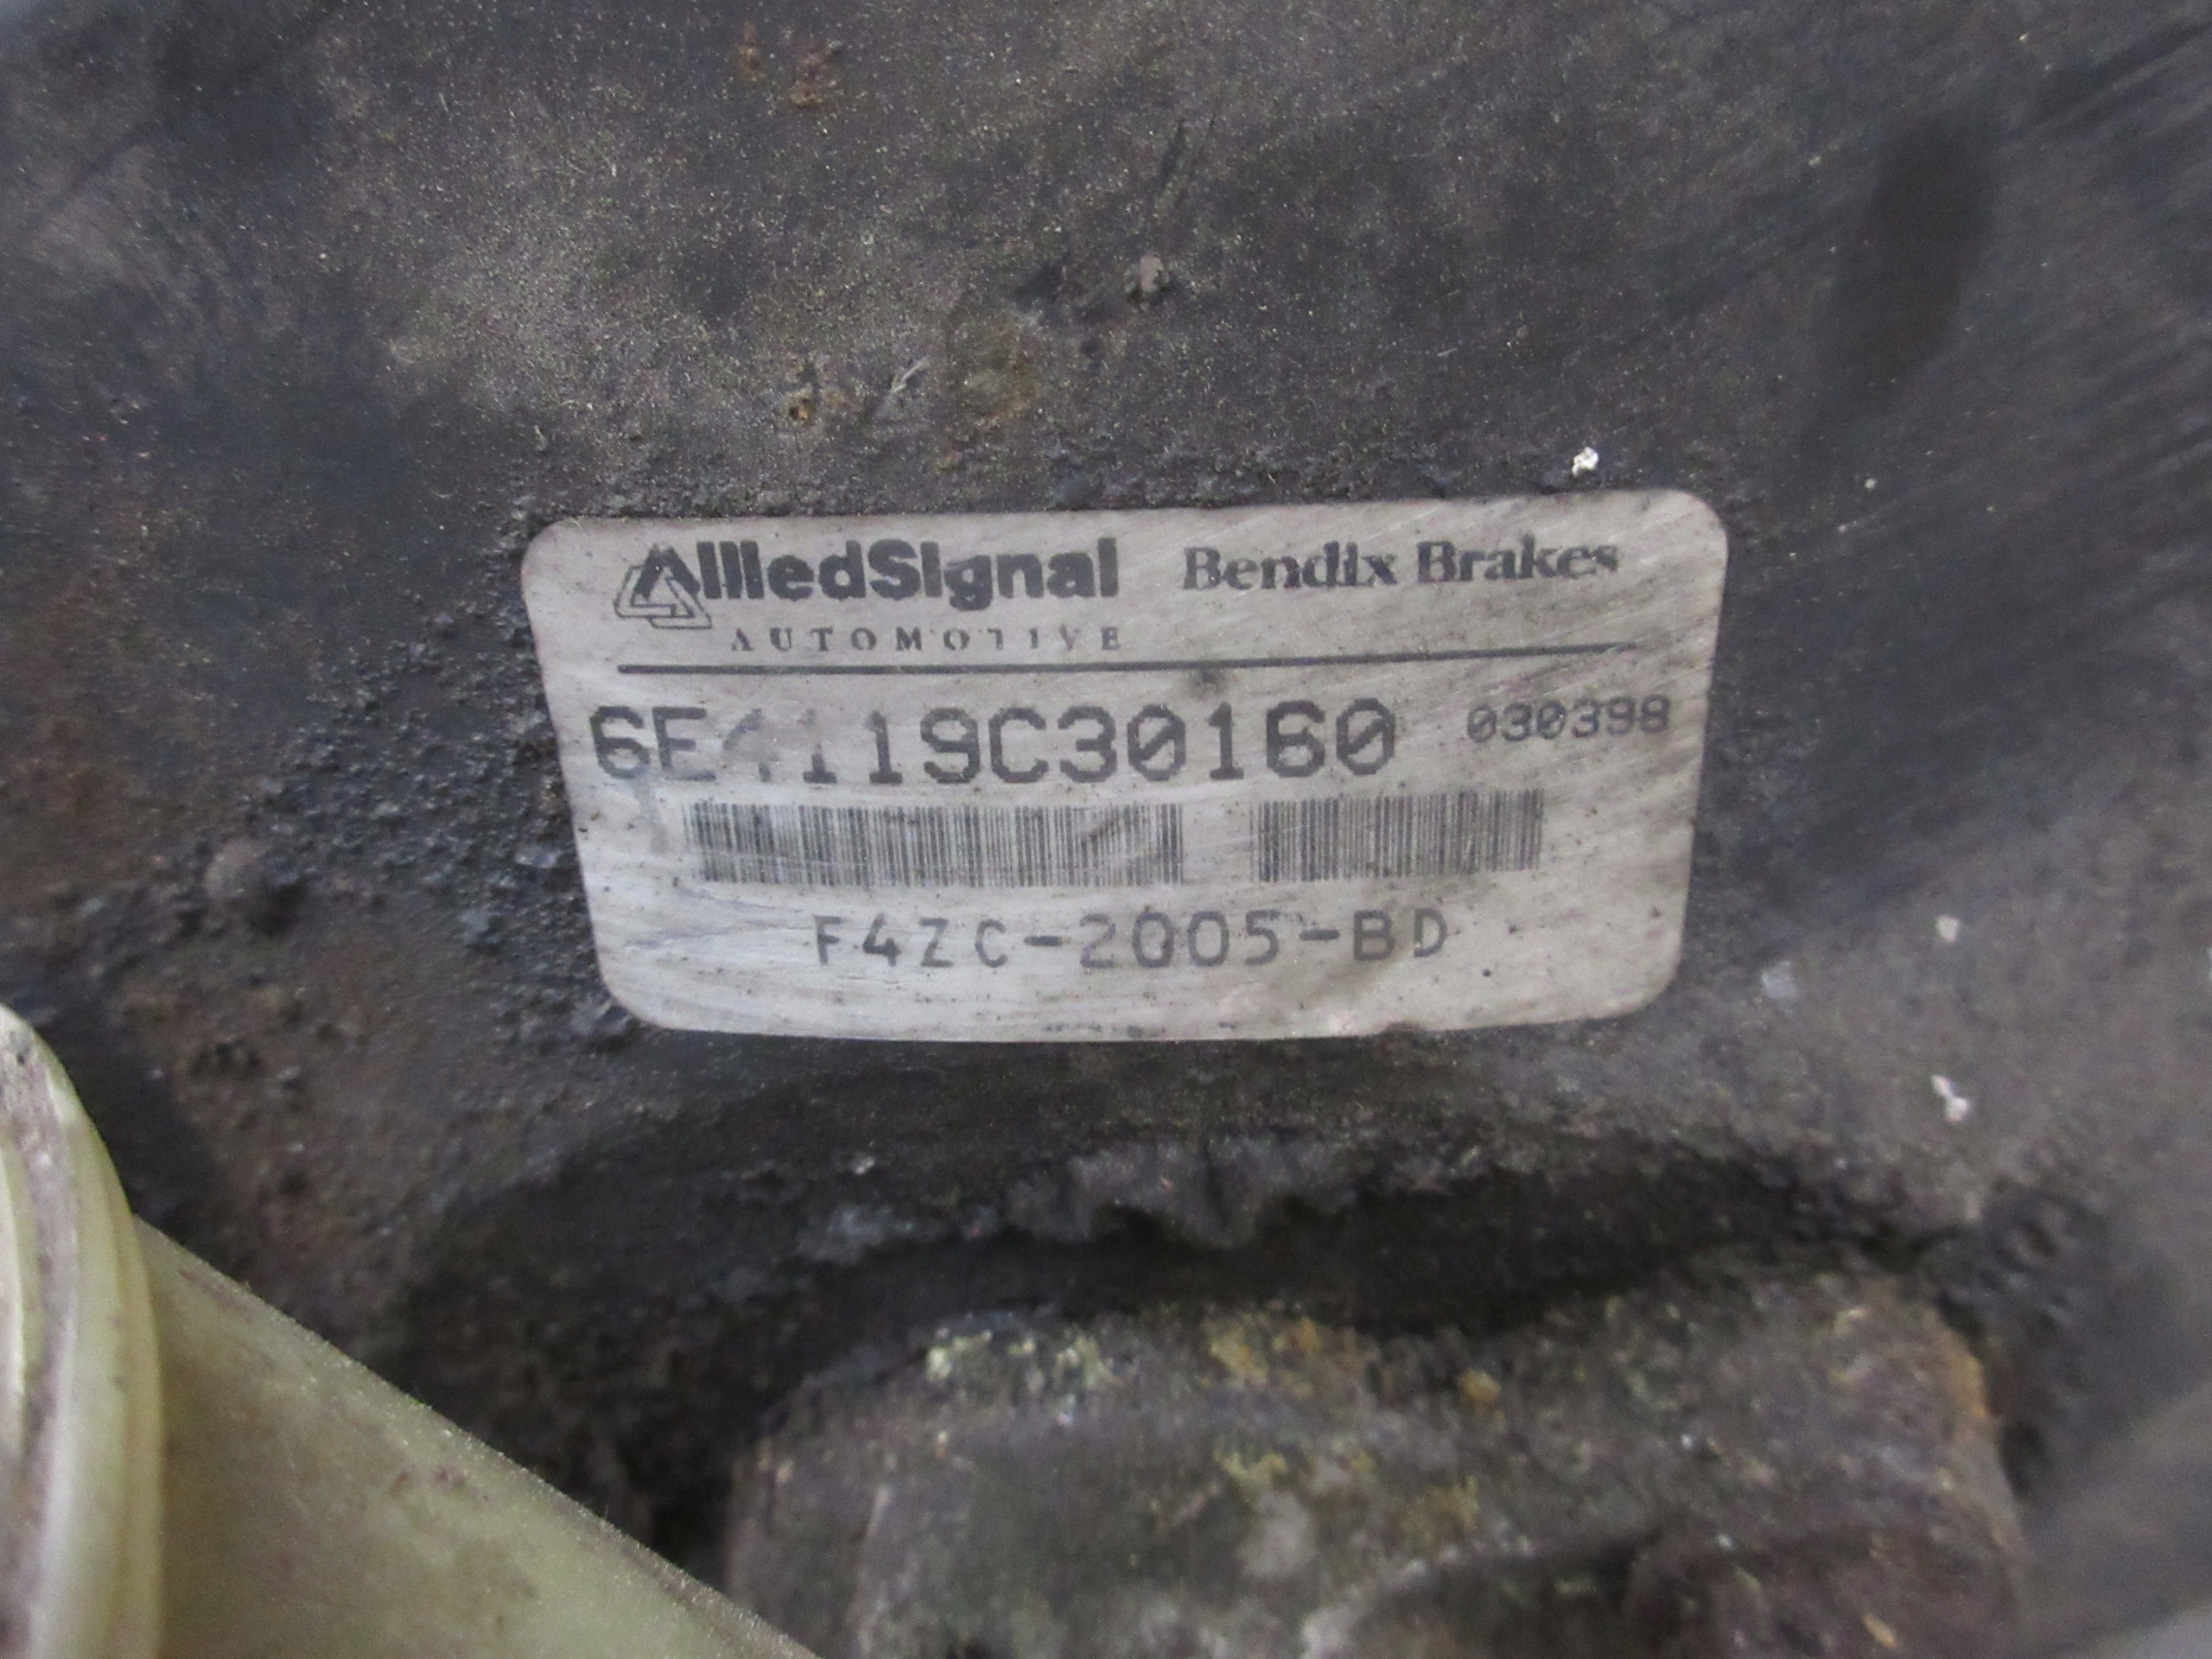 AlliedSignal Bendix Brakes
AUTOMOTIVE
6E4119C30160 030398
F4ZC-2005-BD